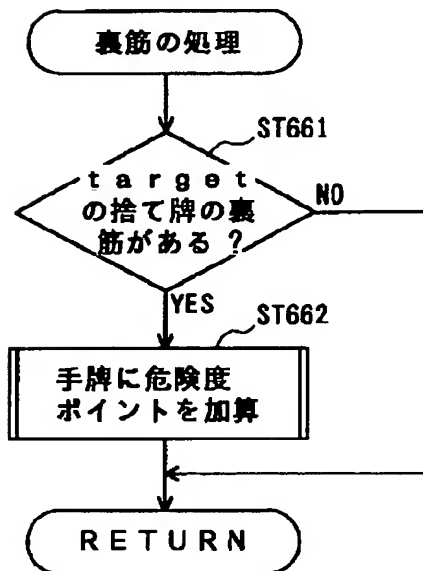 裏筋の処理
ST661
target
の捨て牌の裏
筋がある?
NO
YES
ST662
手牌に危険度
ポイントを加算
RETURN